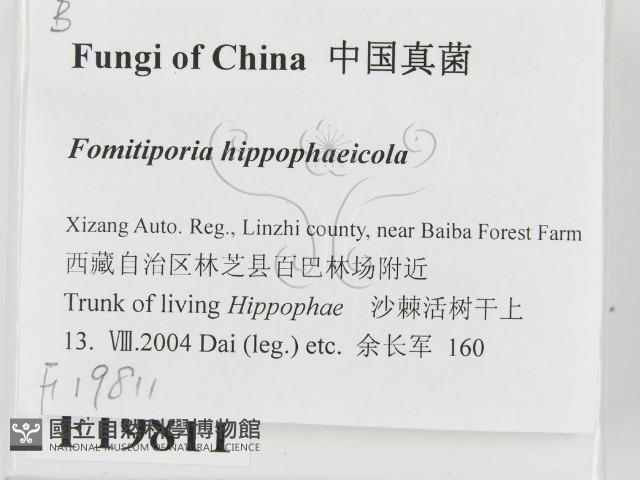 B
Fungi of China 中国真菌
Fomitiporia hippophaeicola
Xizang Auto. Reg., Linzhi county, near Baiba Forest Farm
西藏自治区林芝县百巴林场附近
Trunk of living Hippophae 沙棘活树干上
13. Ⅷ.2004 Dai (leg.) etc. 余长军 160
F19811
F19811
國立自然科學博物館
NATIONAL MUSEUM OF NATURAL SCIENCE